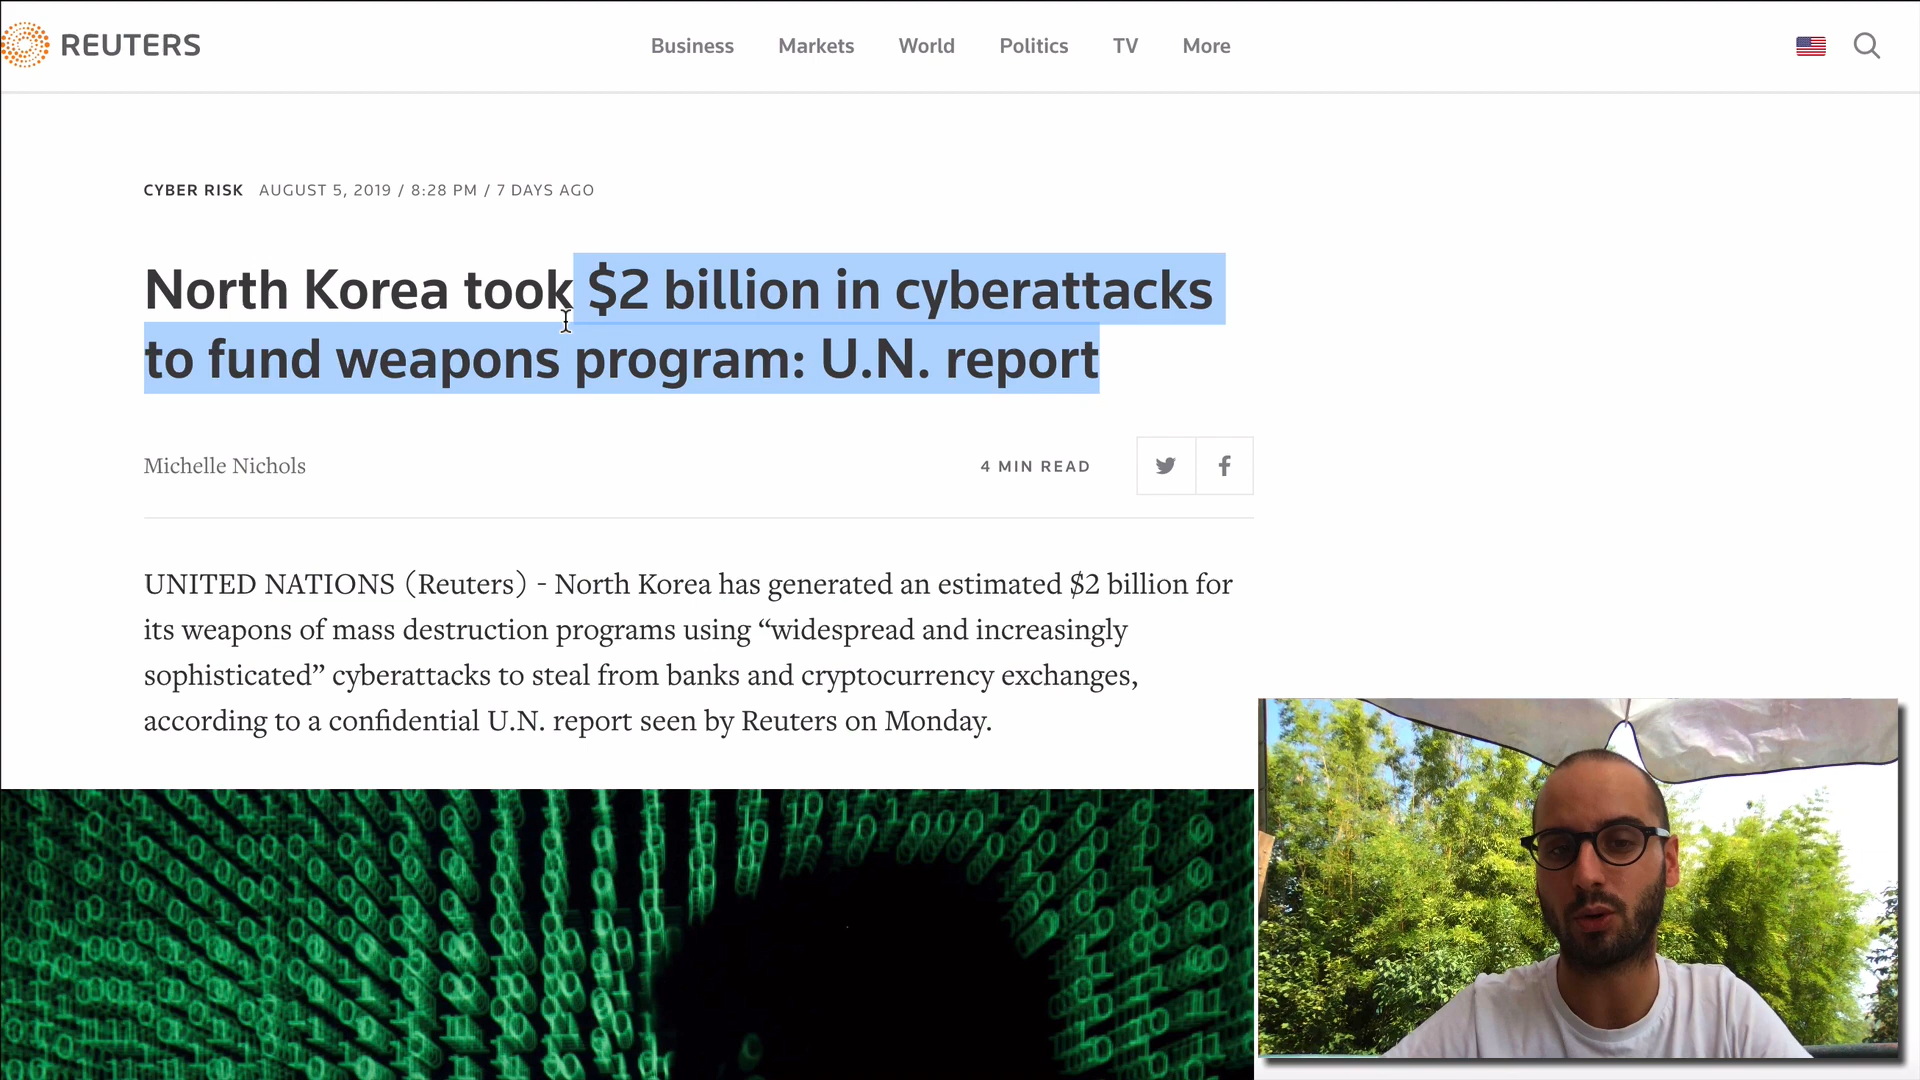 REUTERS
Business Markets World Politics TV More
CYBER RISK AUGUST 5, 2019 / 8:28 PM / 7 DAYS AGO
North Korea took $2 billion in cyberattacks
to fund weapons program: U.N. report
Michelle Nichols
4 MIN READ
UNITED NATIONS (Reuters) - North Korea has generated an estimated $2 billion for
its weapons of mass destruction programs using “widespread and increasingly
sophisticated” cyberattacks to steal from banks and cryptocurrency exchanges,
according to a confidential U.N. report seen by Reuters on Monday.